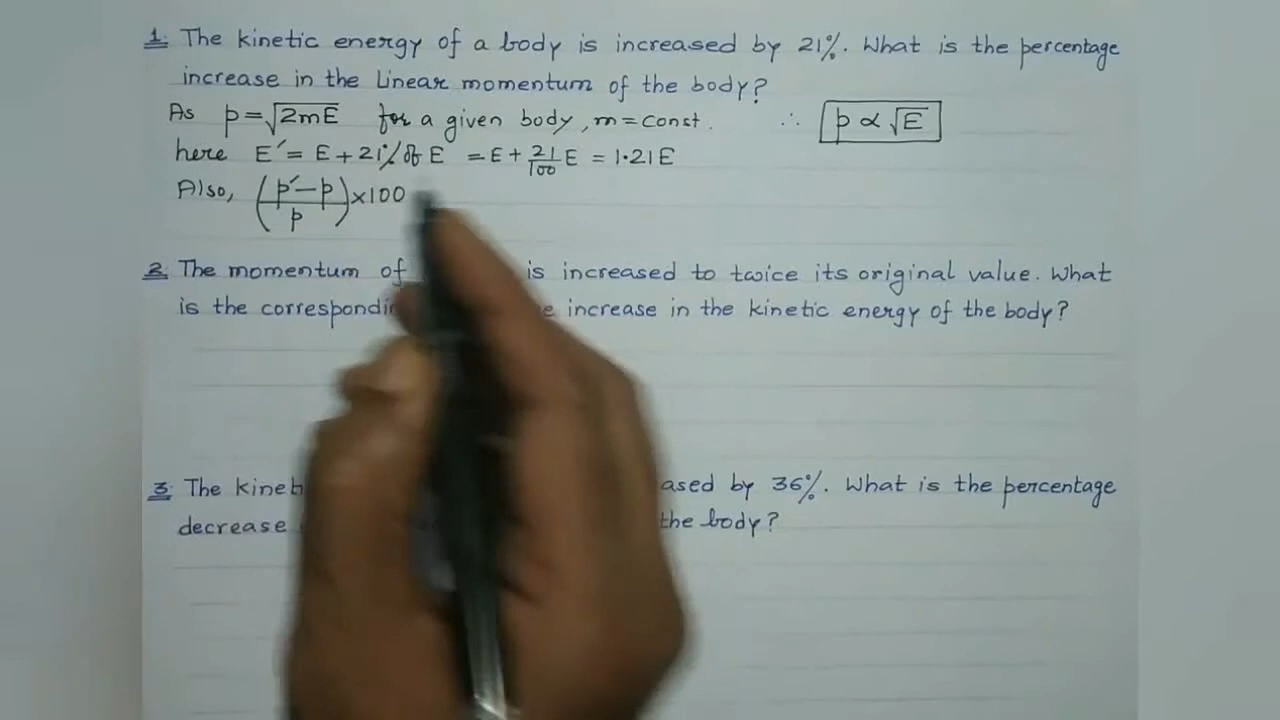 1. The kinetic energy of a body is increased by 21%. What is the percentage
increase in the Linear momentum of the body?
As p = √2mE for a given body, m = const. ∴ p ∝ √E
here E' = E + 21% of E = E + 21/100 E = 1.21E
Also, (p' - p / p) × 100
2. The momentum of is increased to twice its original value. What
is the increase in the kinetic energy of the body?
3. The ased by 36%. What is the percentage
decrease the body?